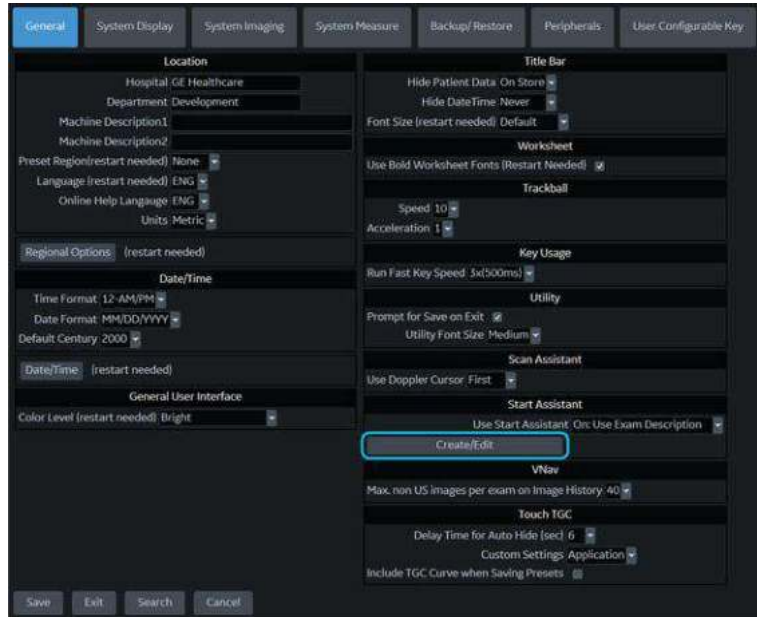 General
System Display
System Imaging
System Measure
Backup/Restore
Peripherals
User Configurable Key
Location
Hospital GE Healthcare
Department Development
Machine Description1
Machine Description2
Preset Region(restart needed) None
Language (restart needed) ENG
Online Help Langauge ENG
Units Metric
Regional Options (restart needed)
Date/Time
Time Format 12-AM/PM
Date Format MM/DD/YYYY
Default Century 2000
Date/Time (restart needed)
General User Interface
Color Level (restart needed) Bright
Title Bar
Hide Patient Data On Store
Hide DateTime Never
Font Size (restart needed) Default
Worksheet
Use Bold Worksheet Fonts (Restart Needed)
Trackball
Speed 10
Acceleration 1
Key Usage
Run Fast Key Speed 3x(500ms)
Utility
Prompt for Save on Exit
Utility Font Size Medium
Scan Assistant
Use Doppler Cursor First
Start Assistant
Use Start Assistant On: Use Exam Description
Create/Edit
VNav
Max. non US images per exam on Image History 40
Touch TGC
Delay Time for Auto Hide (sec) 6
Custom Settings Application
Include TGC Curve when Saving Presets
Save
Exit
Search
Cancel